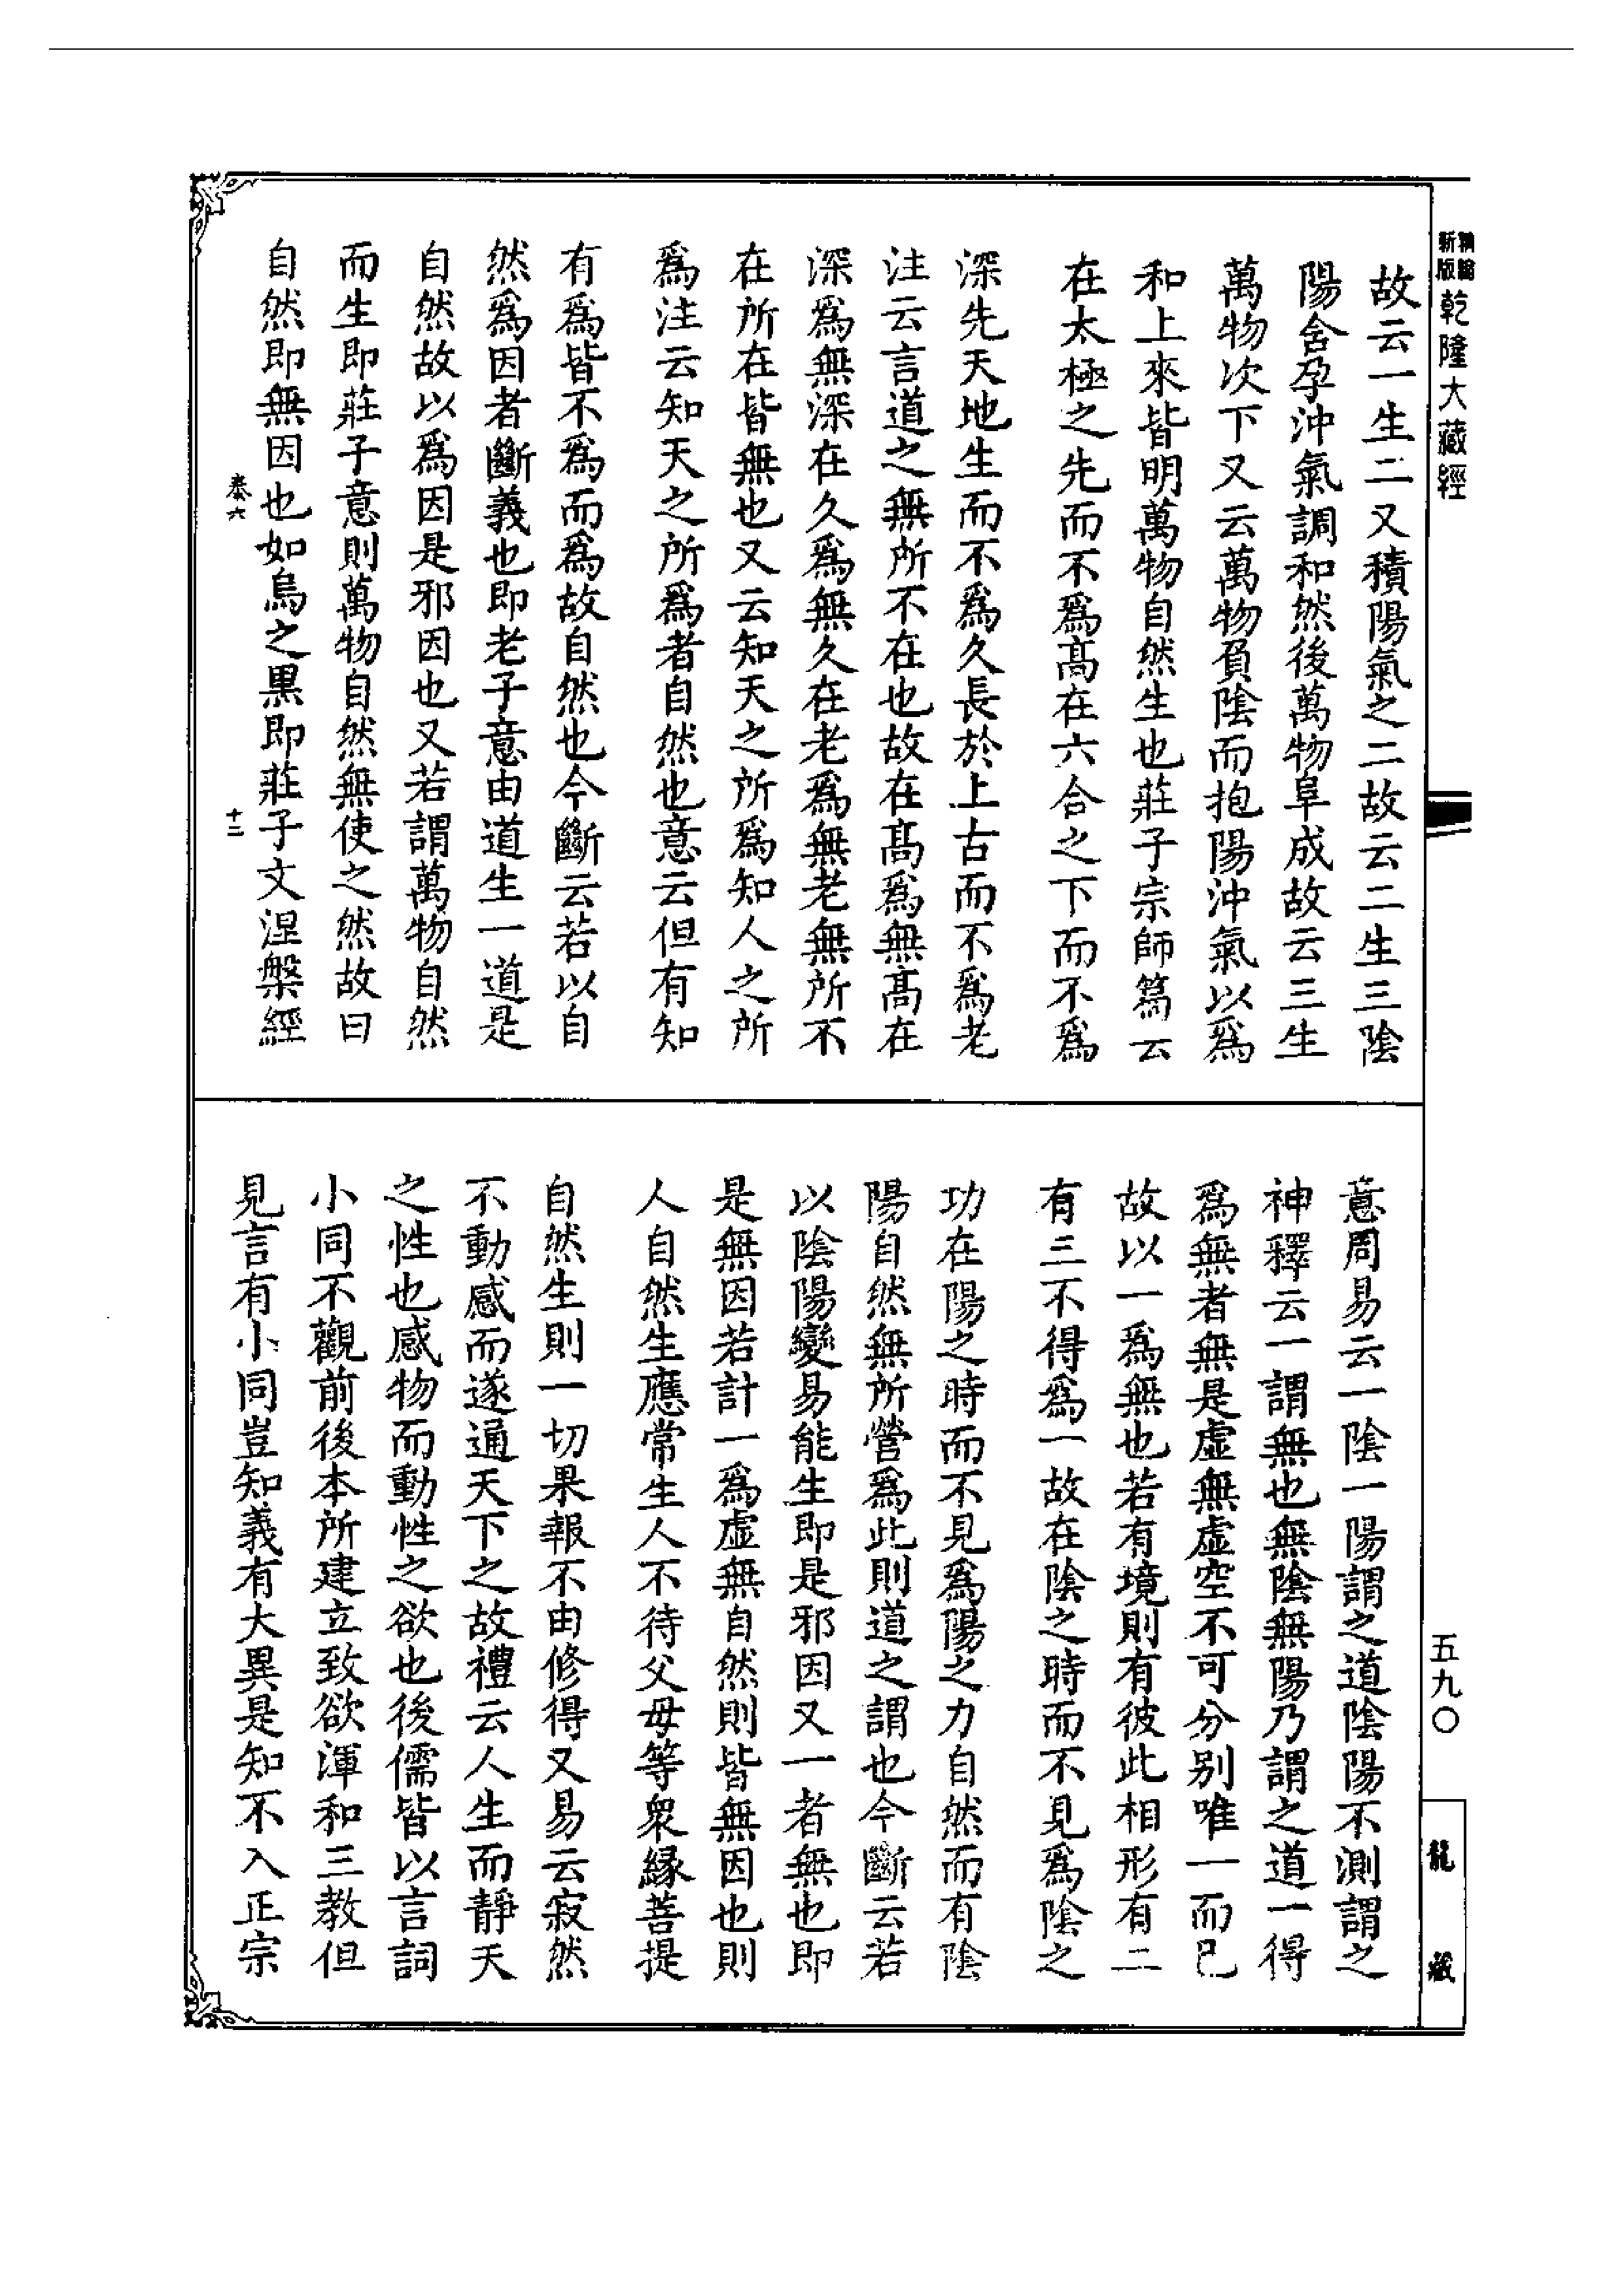 新版
精縮
乾隆大藏經
故云一生二又積陽氣之二故云二生三陰
陽含孕沖氣調和然後萬物阜成故云三生
萬物次下又云萬物負陰而抱陽沖氣以爲
和上來皆明萬物自然生也莊子宗師篇云
在太極之先而不爲髙在六合之下而不爲
深先天地生而不爲久長於上古而不爲老
注云言道之無所不在也故在髙爲無髙在
深爲無深在久爲無久在老爲無老無所不
在所在皆無也又云知天之所爲知人之所
爲注云知天之所爲者自然也意云但有知
有爲皆不爲而爲故自然也今斷云若以自
然爲因者斷義也即老子意由道生一道是
自然故以爲因是邪因也又若謂萬物自然
而生即莊子意則萬物自然無使之然故曰
自然即無因也如烏之黒即莊子文涅槃經
泰六
十二
意周易云一陰一陽謂之道陰陽不測謂之
神釋云一謂無也無陰無陽乃謂之道一得
爲無者無是虛無虛空不可分别唯一而已
故以一爲無也若有境則有彼此相形有二
有三不得爲一故在陰之時而不見爲陰之
功在陽之時而不見爲陽之力自然而有陰
陽自然無所營爲此則道之謂也今斷云若
以陰陽變易能生即是邪因又一者無也即
是無因若計一爲虛無自然則皆無因也則
人自然生應常生人不待父母等衆緣菩提
自然生則一切果報不由修得又易云寂然
不動感而遂通天下之故禮云人生而靜天
之性也感物而動性之欲也後儒皆以言詞
小同不觀前後本所建立致欲渾和三教但
見言有小同豈知義有大異是知不入正宗
五九〇
龍藏